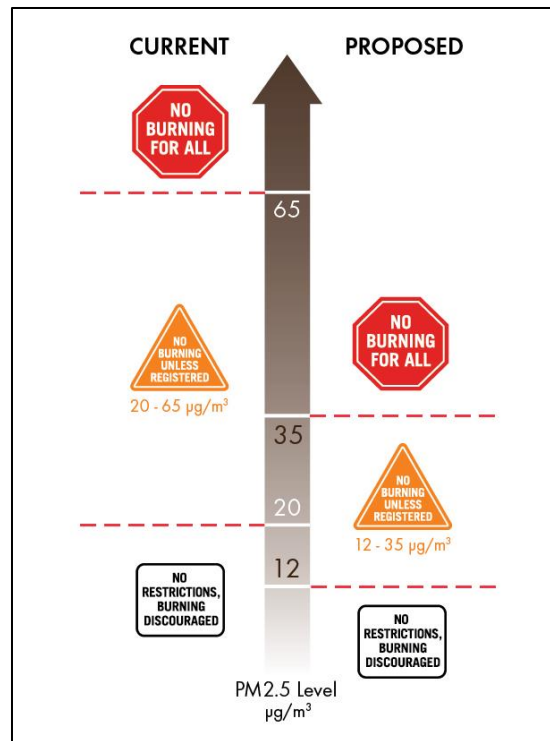 CURRENT
PROPOSED
NO
BURNING
FOR ALL
65
NO
BURNING
UNLESS
REGISTERED
20 - 65 µg/m³
NO
BURNING
FOR ALL
35
20
NO
BURNING
UNLESS
REGISTERED
12 - 35 µg/m³
12
NO
RESTRICTIONS,
BURNING
DISCOURAGED
NO
RESTRICTIONS,
BURNING
DISCOURAGED
PM2.5 Level
µg/m³